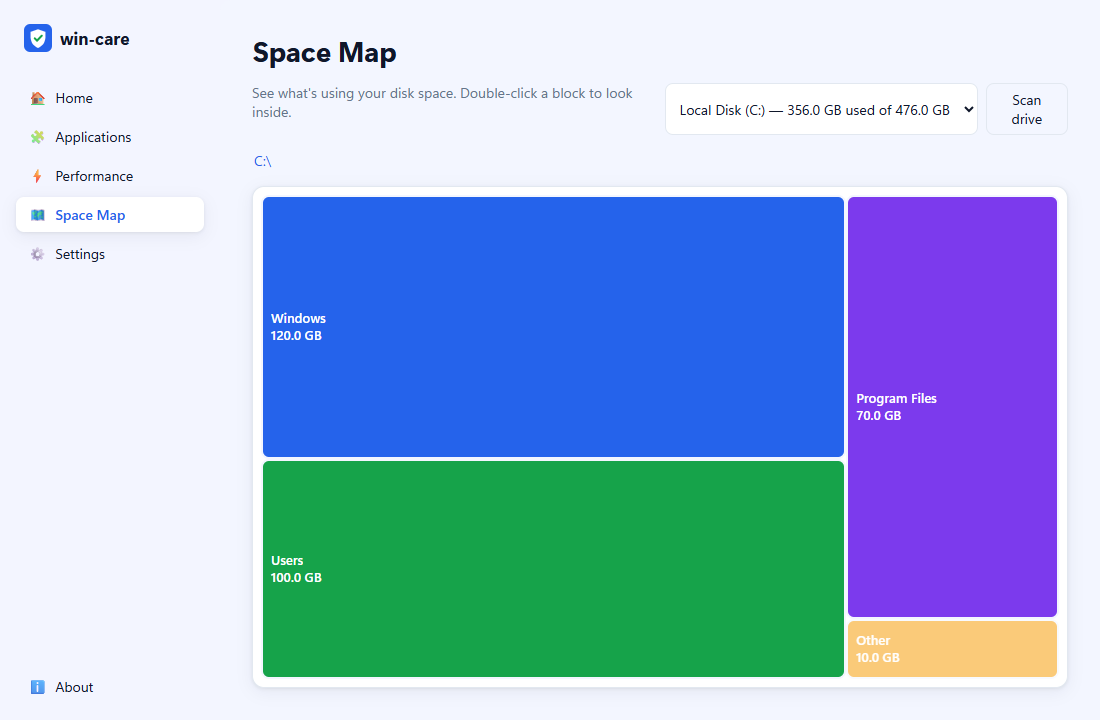 win-care
Home
Applications
Performance
Space Map
Settings
About
Space Map
See what's using your disk space. Double-click a block to look
inside.
Local Disk (C:) — 356.0 GB used of 476.0 GB
Scan
drive
C:\
Windows
120.0 GB
Users
100.0 GB
Program Files
70.0 GB
Other
10.0 GB